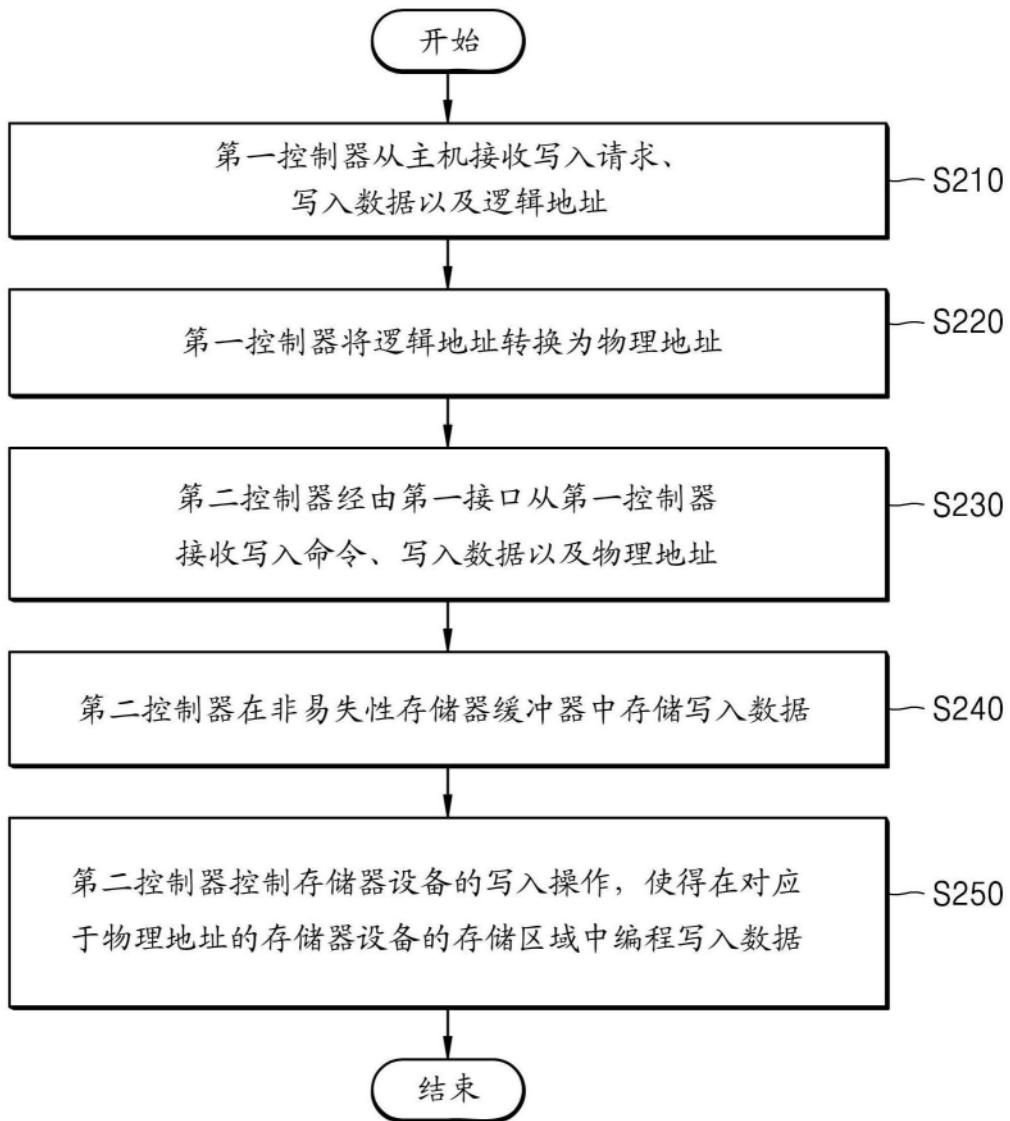 开始
第一控制器从主机接收写入请求、
写入数据以及逻辑地址
S210
第一控制器将逻辑地址转换为物理地址
S220
第二控制器经由第一接口从第一控制器
接收写入命令、写入数据以及物理地址
S230
第二控制器在非易失性存储器缓冲器中存储写入数据
S240
第二控制器控制存储器设备的写入操作，使得在对应
于物理地址的存储器设备的存储区域中编程写入数据
S250
结束